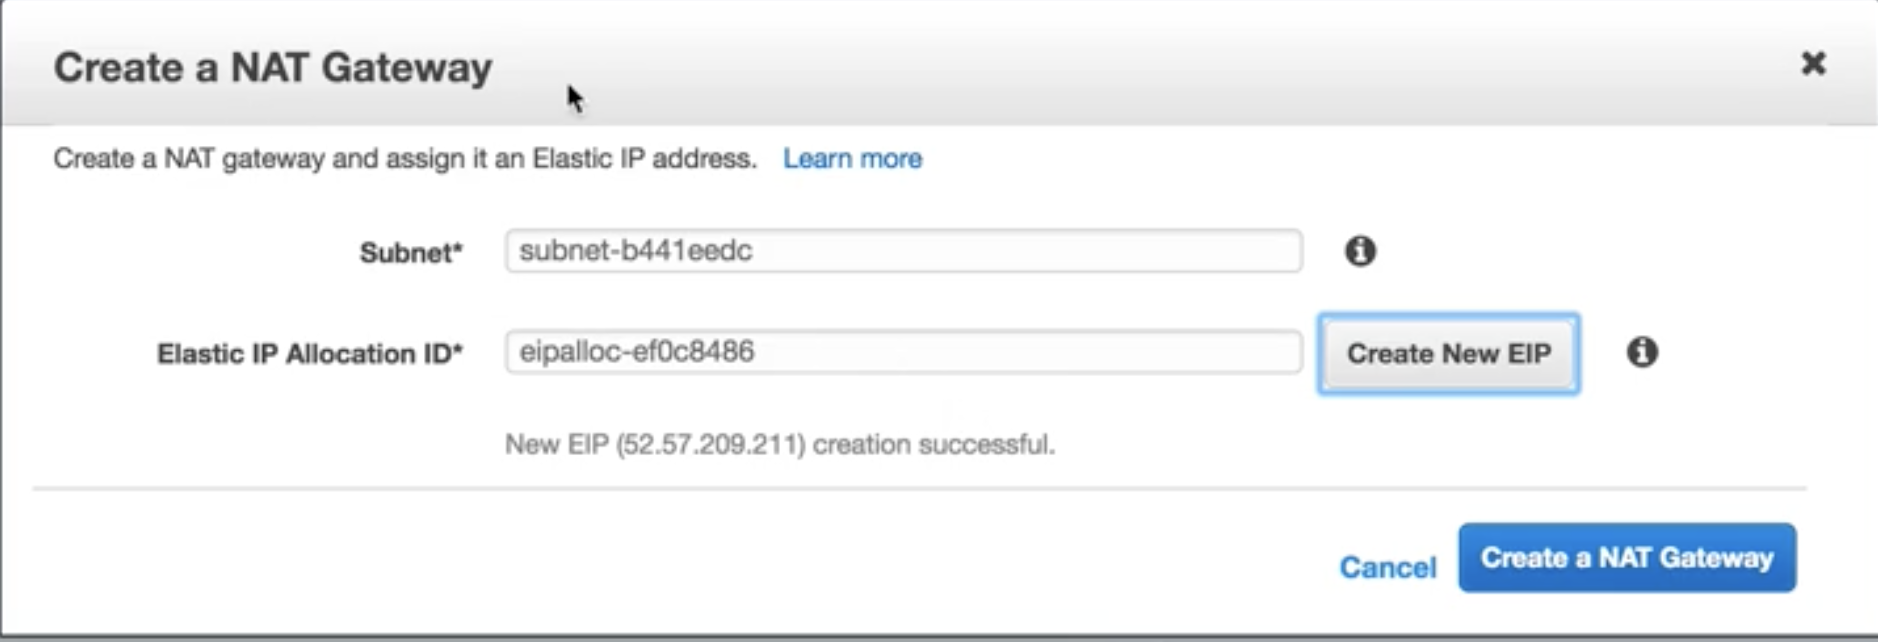 Create a NAT Gateway
Create a NAT gateway and assign it an Elastic IP address. Learn more
Subnet* subnet-b441eedc
Elastic IP Allocation ID* eipalloc-ef0c8486 Create New EIP
New EIP (52.57.209.211) creation successful.
Cancel Create a NAT Gateway